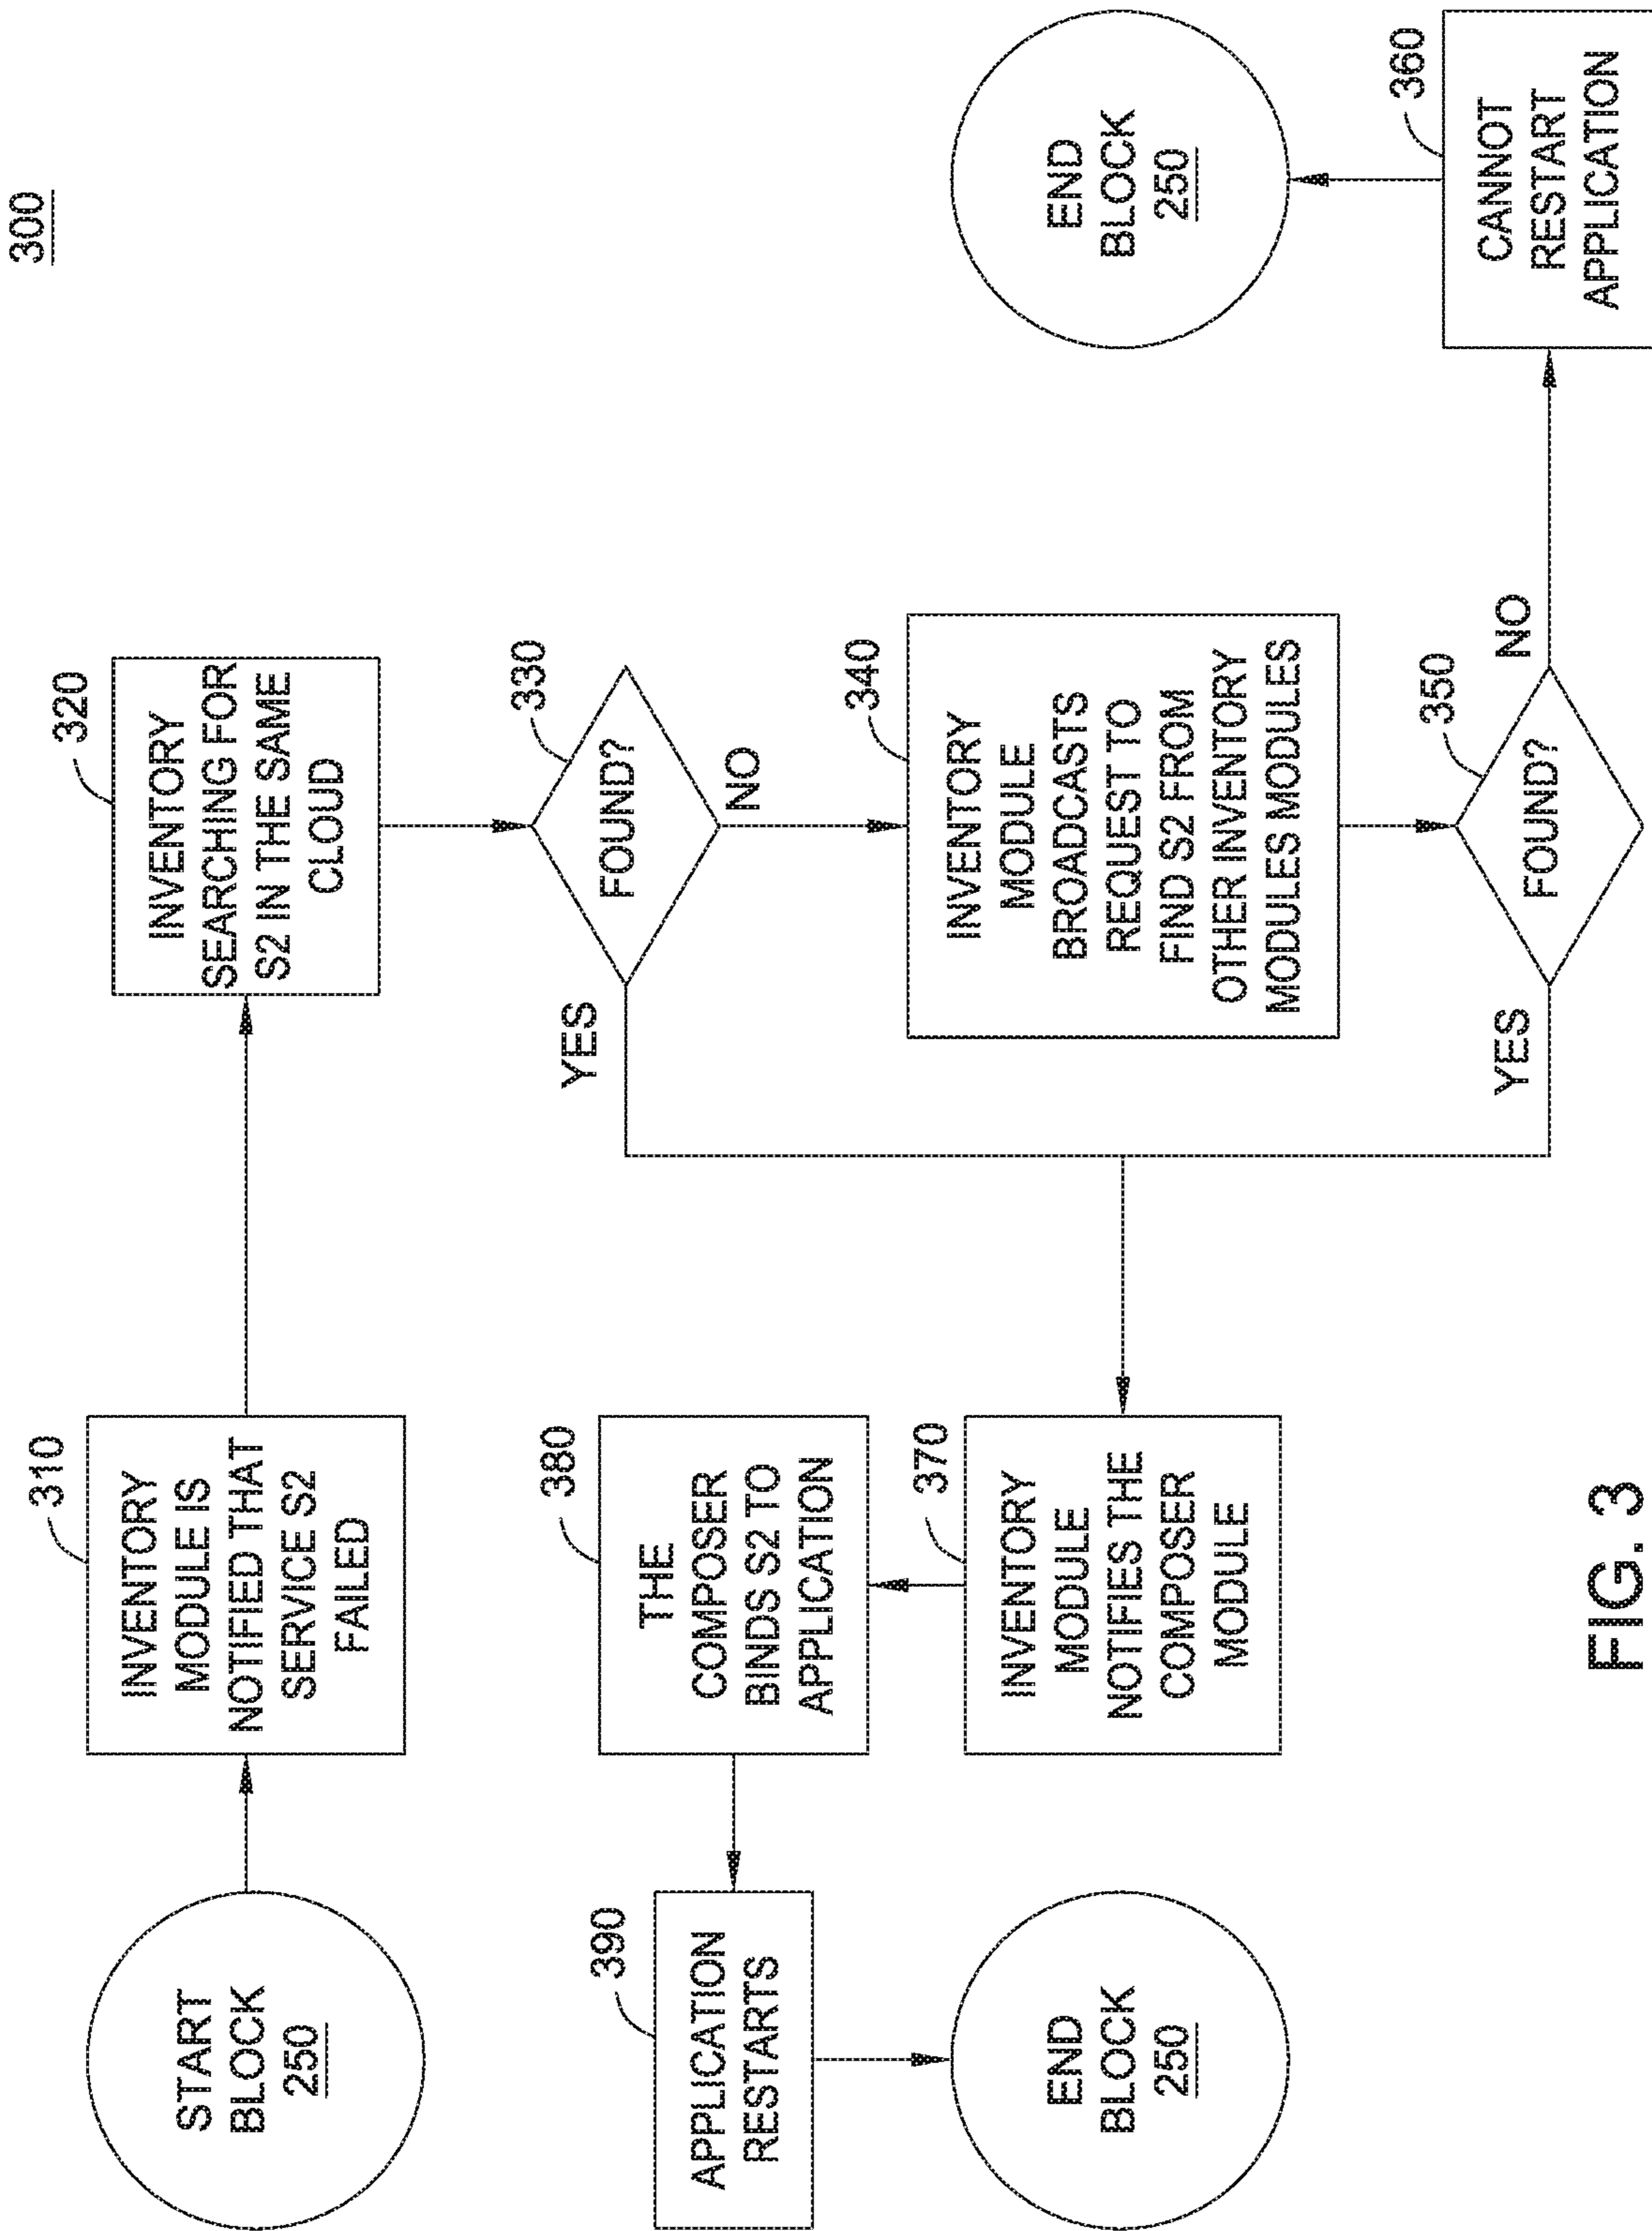 300
START
BLOCK
250
310
INVENTORY
MODULE IS
NOTIFIED THAT
SERVICE S2
FAILED
320
INVENTORY
SEARCHING FOR
S2 IN THE SAME
CLOUD
330
FOUND?
YES
NO
340
INVENTORY
MODULE
BROADCASTS
REQUEST TO
FIND S2 FROM
OTHER INVENTORY
MODULES MODULES
350
FOUND?
YES
NO
360
CANNOT
RESTART
APPLICATION
END
BLOCK
250
370
INVENTORY
MODULE
NOTIFIES THE
COMPOSER
MODULE
380
THE
COMPOSER
BINDS S2 TO
APPLICATION
390
APPLICATION
RESTARTS
END
BLOCK
250
FIG. 3